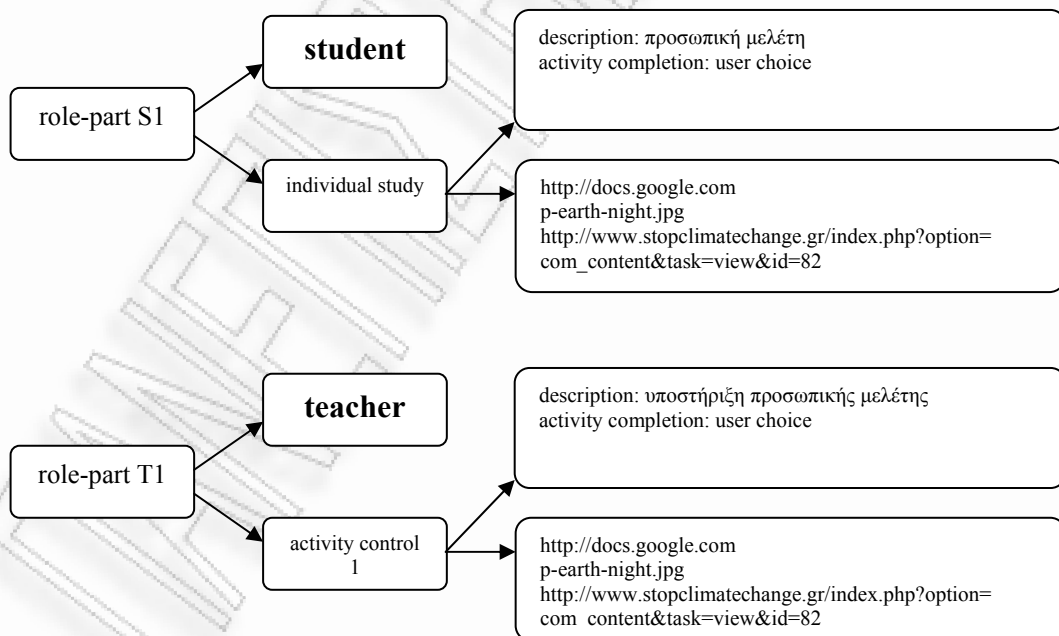 student
description: προσωπική μελέτη
activity completion: user choice
role-part S1
individual study
http://docs.google.com
p-earth-night.jpg
http://www.stopclimatechange.gr/index.php?option=
com_content&task=view&id=82
teacher
description: υποστήριξη προσωπικής μελέτης
activity completion: user choice
role-part T1
activity control
1
http://docs.google.com
p-earth-night.jpg
http://www.stopclimatechange.gr/index.php?option=
com_content&task=view&id=82